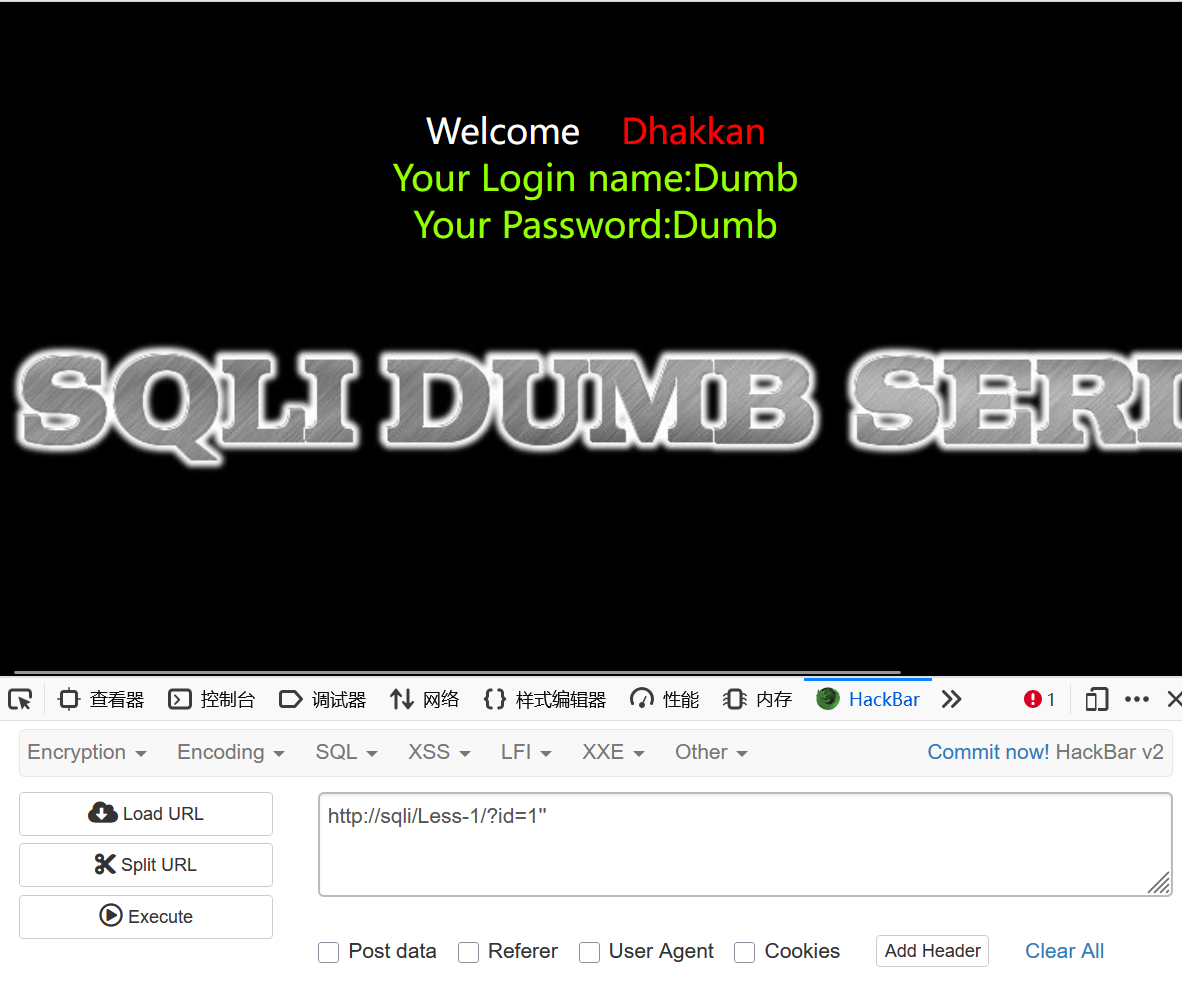 Welcome Dhakkan
Your Login name:Dumb
Your Password:Dumb
SQLI DUMB SERI
查看器 控制台 调试器 网络 样式编辑器 性能 内存 HackBar 1
Encryption Encoding SQL XSS LFI XXE Other Commit now! HackBar v2
Load URL
http://sqli/Less-1/?id=1"
Split URL
Execute
Post data Referer User Agent Cookies Add Header Clear All